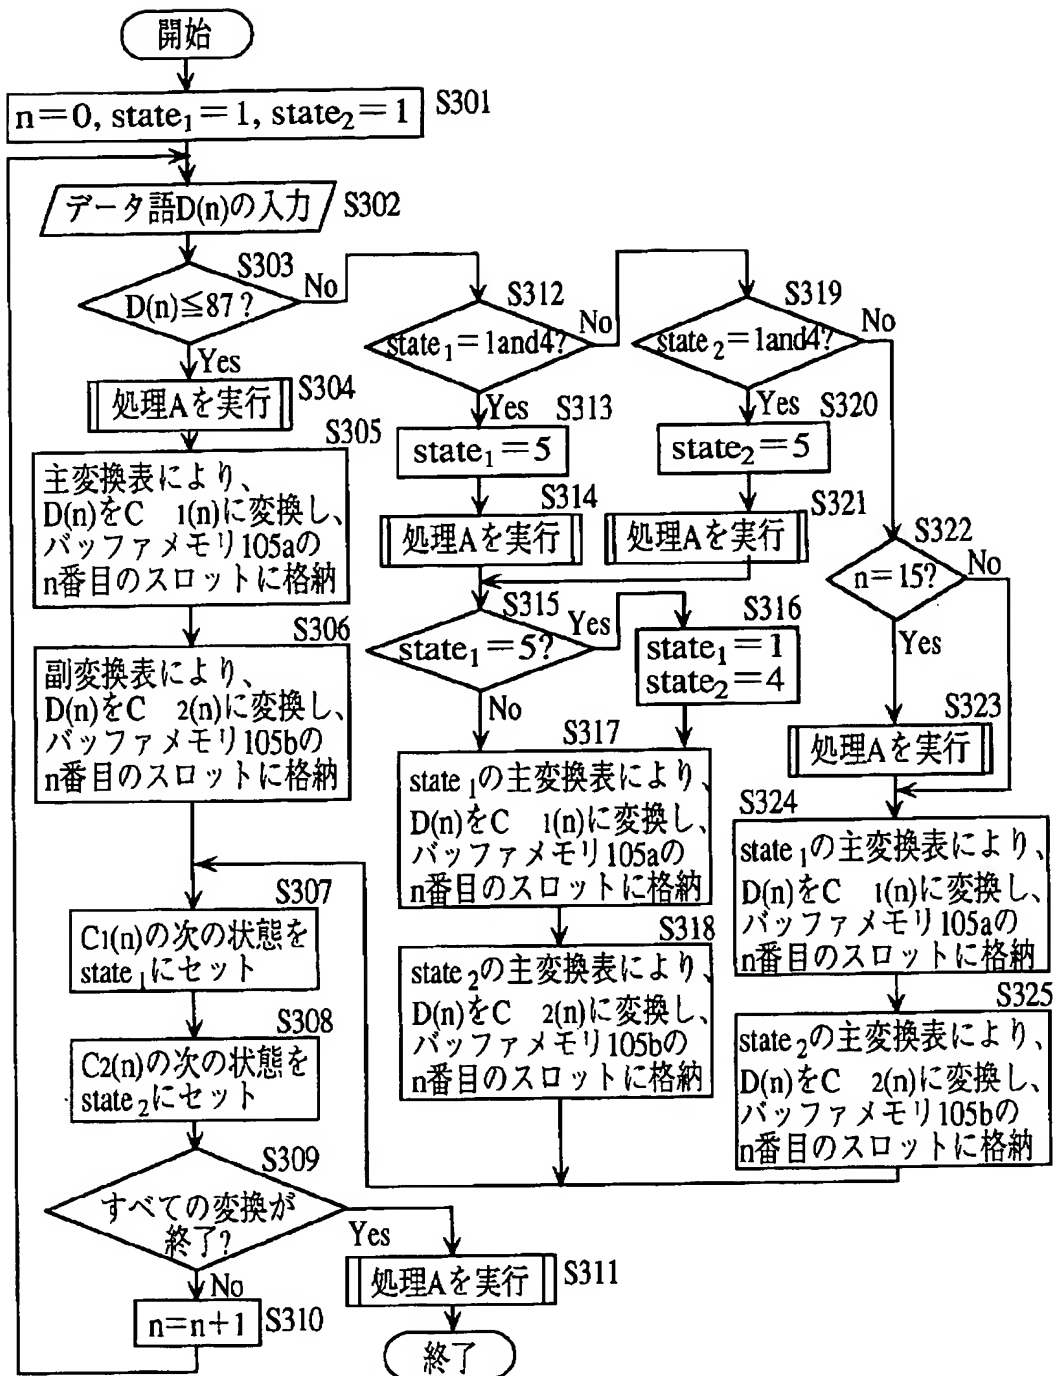 開始
n=0, state₁=1, state₂=1
S301
データ語D(n)の入力
S302
S303
D(n)≦87?
No
Yes
処理Aを実行
S304
S305
主変換表により、
D(n)をC 1(n)に変換し、
バッファメモリ105aの
n番目のスロットに格納
S306
副変換表により、
D(n)をC 2(n)に変換し、
バッファメモリ105bの
n番目のスロットに格納
S307
C1(n)の次の状態を
state₁にセット
S308
C2(n)の次の状態を
state₂にセット
S309
すべての変換が
終了?
Yes
No
n=n+1
S310
処理Aを実行
S311
終了
S312
state₁=1and4?
No
Yes
S313
state₁=5
S314
処理Aを実行
S315
state₁=5?
Yes
No
S316
state₁=1
state₂=4
S317
state₁の主変換表により、
D(n)をC 1(n)に変換し、
バッファメモリ105aの
n番目のスロットに格納
S318
state₂の主変換表により、
D(n)をC 2(n)に変換し、
バッファメモリ105bの
n番目のスロットに格納
S319
state₂=1and4?
No
Yes
S320
state₂=5
S321
処理Aを実行
S322
n=15?
No
Yes
S323
処理Aを実行
S324
state₁の主変換表により、
D(n)をC 1(n)に変換し、
バッファメモリ105aの
n番目のスロットに格納
S325
state₂の主変換表により、
D(n)をC 2(n)に変換し、
バッファメモリ105bの
n番目のスロットに格納